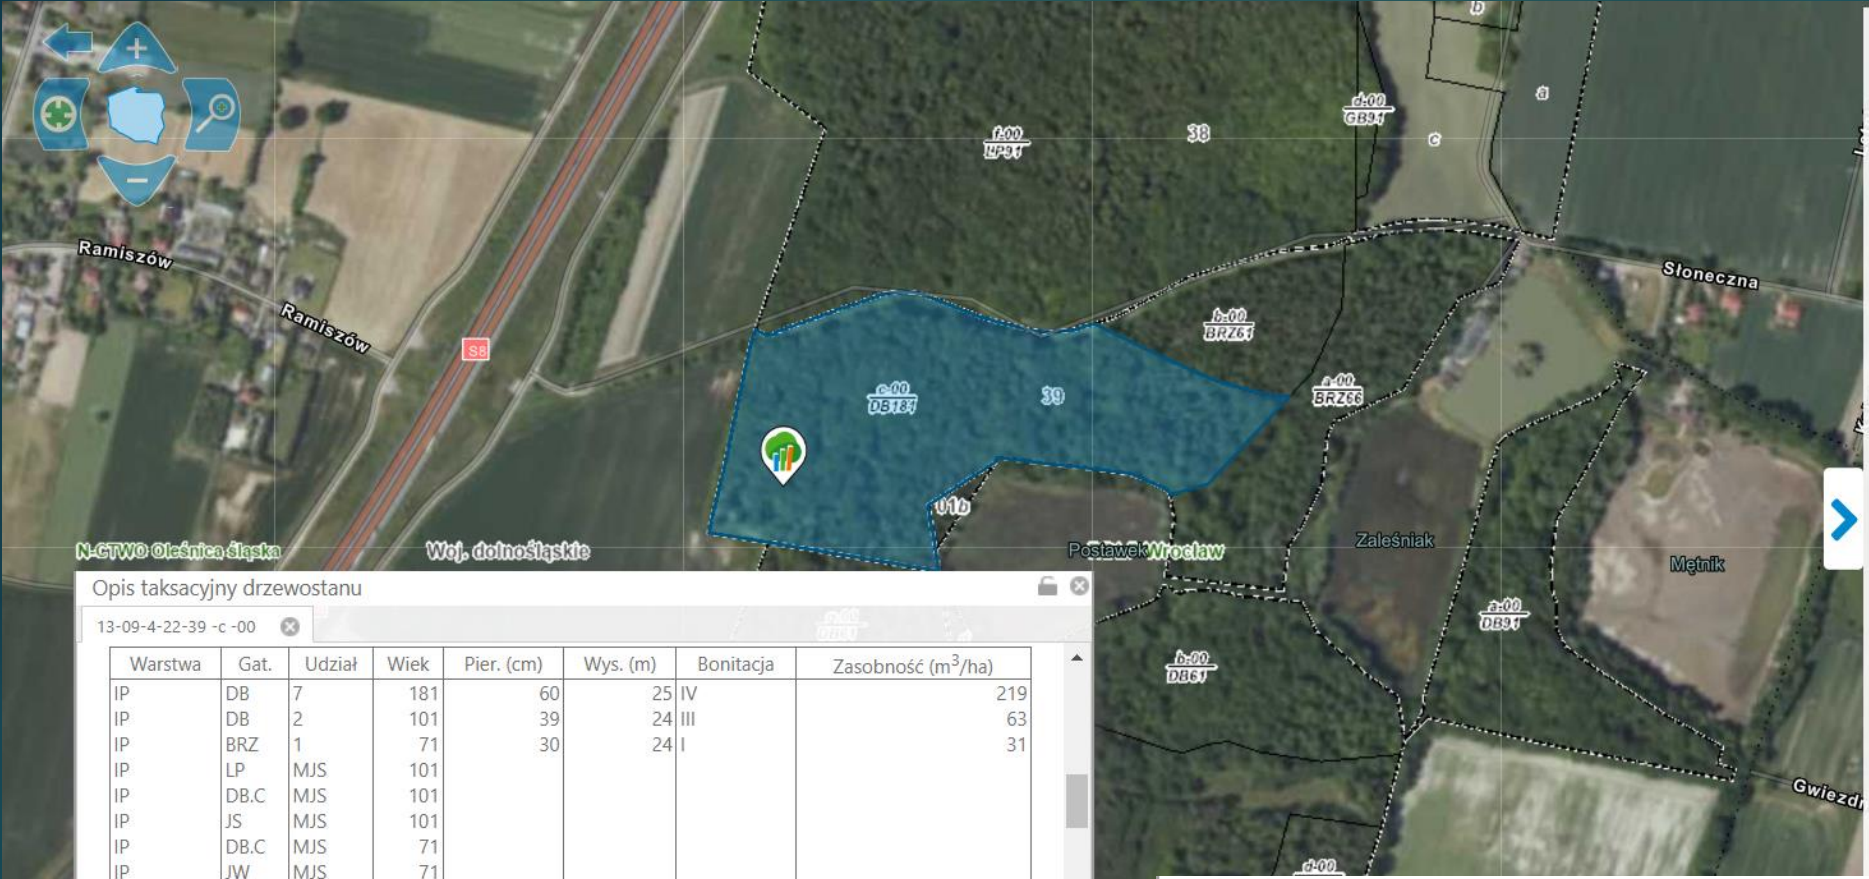 b
a
d-00
GB91
c
f-00
LP91
38
Ramiszów
Ramiszów
Słoneczna
S8
b-00
BRZ61
a-00
BRZ66
c-00
DB181
39
01b
N-CTWO Oleśnica śląska
Woj. dolnośląskie
Postawek
Wrocław
Zaleśniak
Mętnik
a-00
DB91
b-00
DB61
d-00
Opis taksacyjny drzewostanu
13-09-4-22-39 -c -00
Warstwa Gat. Udział Wiek Pier. (cm) Wys. (m) Bonitacja Zasobność (m³/ha)
IP DB 7 181 60 25 IV 219
IP DB 2 101 39 24 III 63
IP BRZ 1 71 30 24 I 31
IP LP MJS 101
IP DB.C MJS 101
IP JS MJS 101
IP DB.C MJS 71
IP JW MJS 71